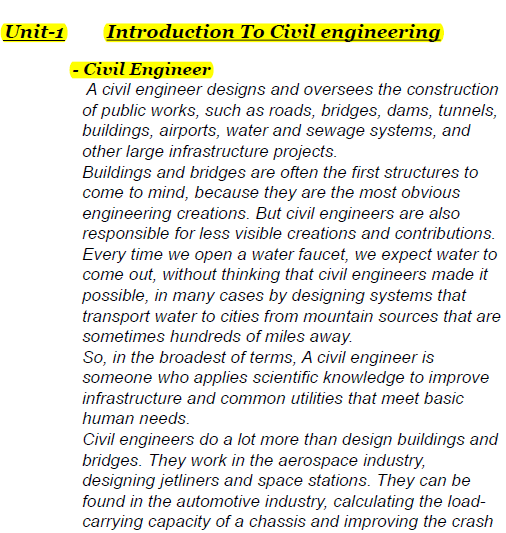 Unit-1 Introduction To Civil engineering
- Civil Engineer
A civil engineer designs and oversees the construction
of public works, such as roads, bridges, dams, tunnels,
buildings, airports, water and sewage systems, and
other large infrastructure projects.
Buildings and bridges are often the first structures to
come to mind, because they are the most obvious
engineering creations. But civil engineers are also
responsible for less visible creations and contributions.
Every time we open a water faucet, we expect water to
come out, without thinking that civil engineers made it
possible, in many cases by designing systems that
transport water to cities from mountain sources that are
sometimes hundreds of miles away.
So, in the broadest of terms, A civil engineer is
someone who applies scientific knowledge to improve
infrastructure and common utilities that meet basic
human needs.
Civil engineers do a lot more than design buildings and
bridges. They work in the aerospace industry,
designing jetliners and space stations. They can be
found in the automotive industry, calculating the load-
carrying capacity of a chassis and improving the crash